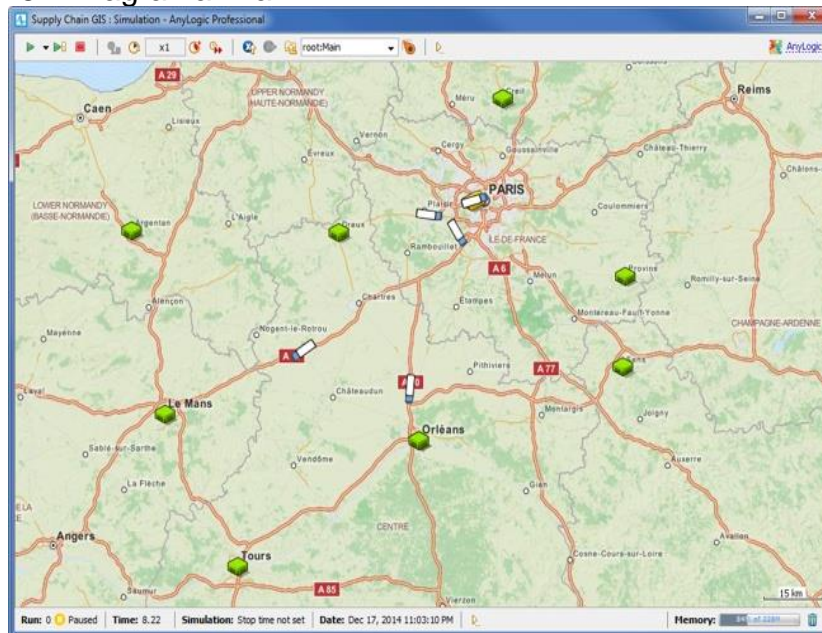 Supply Chain GIS : Simulation - AnyLogic Professional
x1
root:Main
AnyLogic
A 29
UPPER NORMANDY
(HAUTE-NORMANDIE)
Méru
Creil
Reims
Caen
Lisieux
Vernon
Cergy
Goussainville
Château-Thierry
Evreux
Châlons-
PARIS
Plaisir
LOWER NORMANDY
(BASSE-NORMANDIE)
Argentan
L'Aigle
Dreux
Coulommiers
ILE-DE-FRANCE
Rambouillet
A 6
Melun
Provins
Romilly-sur-Seine
Alençon
Chartres
Etampes
Montereau-Fault-Yonne
Mayenne
Nogent-le-Rotrou
CHAMPAGNE-ARDENNE
A
Sens
Pithiviers
A 77
Laval
Châteaudun
Le Mans
Montargis
Joigny
Orléans
Sablé-sur-Sarthe
Vendôme
Auxerre
La Flèche
Gien
CENTRE
Avallon
Angers
Cosne-Cours-sur-Loire
Tours
Saumur
A 85
Vierzon
15 km
Run: 0 Paused Time: 8.22 Simulation: Stop time not set Date: Dec 17, 2014 11:03:10 PM Memory: